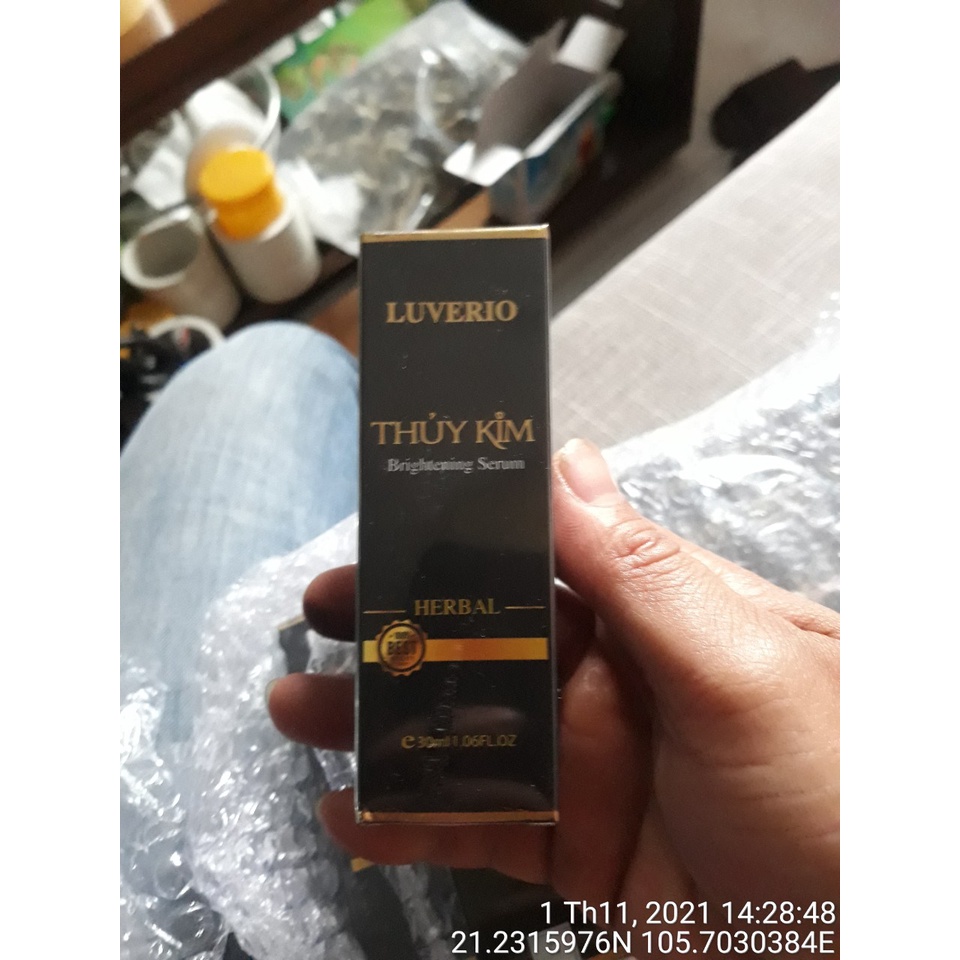 LUVERIO
THỦY KIM
Brightening Serum
HERBAL
BEST
e 30ml 1.06FL.OZ
1 Th11, 2021 14:28:48
21.2315976N 105.7030384E